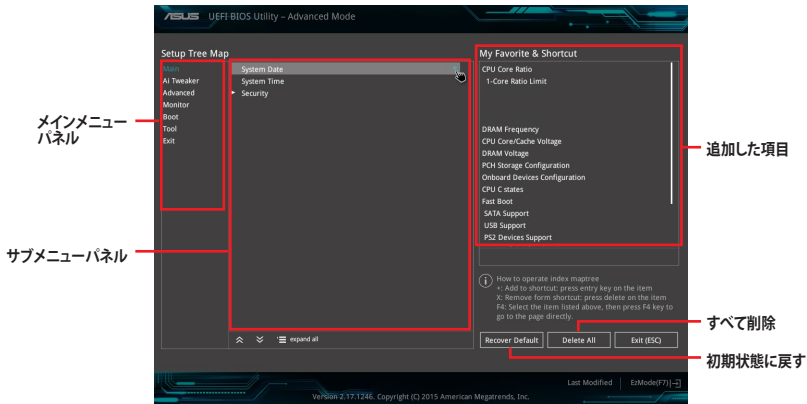 ASUS UEFI BIOS Utility – Advanced Mode
Setup Tree Map
Main
Ai Tweaker
Advanced
Monitor
Boot
Tool
Exit
System Date
System Time
Security
expand all
My Favorite & Shortcut
CPU Core Ratio
1-Core Ratio Limit
DRAM Frequency
CPU Core/Cache Voltage
DRAM Voltage
PCH Storage Configuration
Onboard Devices Configuration
CPU C states
Fast Boot
SATA Support
USB Support
PS2 Devices Support
How to operate index maptree
+: Add to shortcut: press entry key on the item
X: Remove form shortcut: press delete on the item
F4: Select the item listed above, then press F4 key to
go to the page directly.
Recover Default
Delete All
Exit (ESC)
Last Modified
EzMode(F7)
Version 2.17.1246. Copyright (C) 2015 American Megatrends, Inc.
メインメニュー
パネル
サブメニューパネル
追加した項目
すべて削除
初期状態に戻す